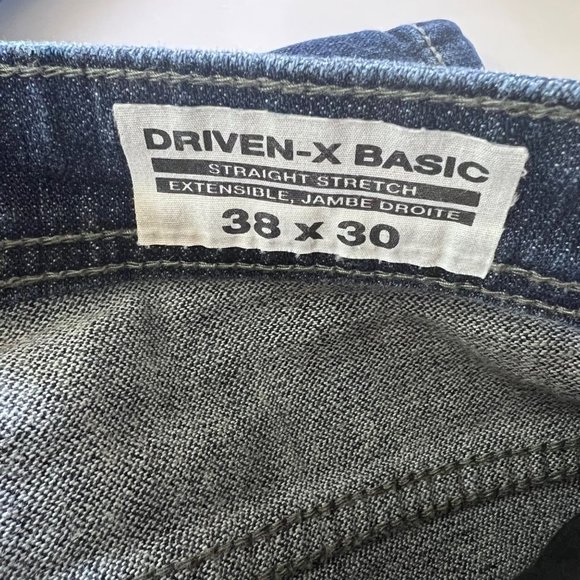 DRIVEN-X BASIC
STRAIGHT STRETCH
EXTENSIBLE, JAMBE DROITE
38 x 30